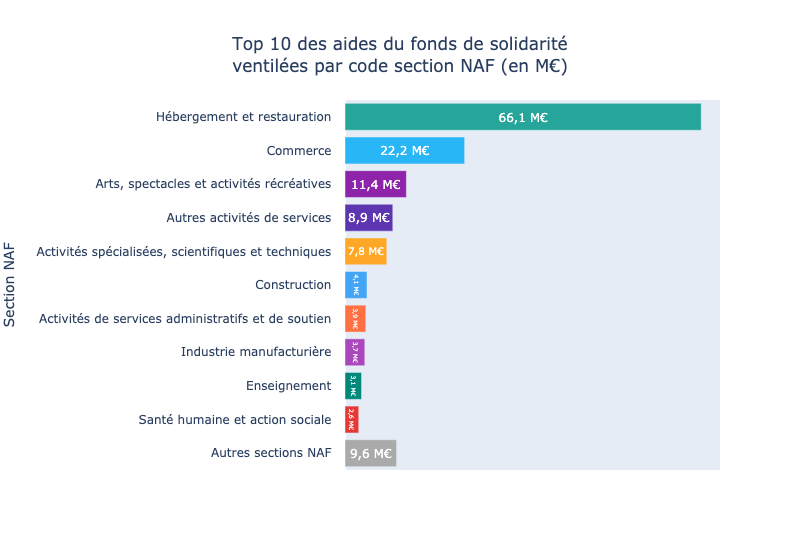 Top 10 des aides du fonds de solidarité
ventilées par code section NAF (en M€)
Section NAF
Hébergement et restauration 66,1 M€
Commerce 22,2 M€
Arts, spectacles et activités récréatives 11,4 M€
Autres activités de services 8,9 M€
Activités spécialisées, scientifiques et techniques 7,8 M€
Construction 4,1 M€
Activités de services administratifs et de soutien 3,9 M€
Industrie manufacturière 3,7 M€
Enseignement 3,1 M€
Santé humaine et action sociale 2,6 M€
Autres sections NAF 9,6 M€